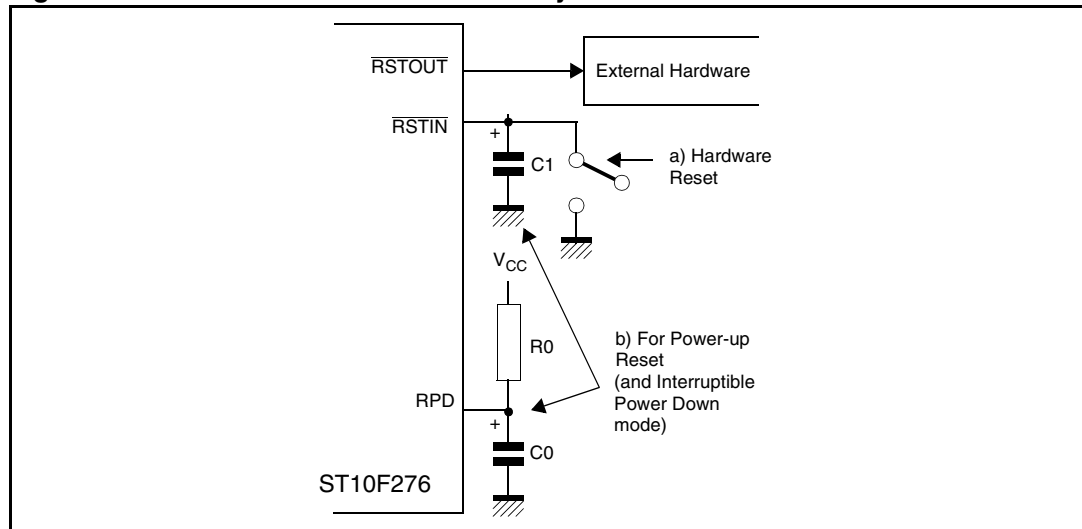 RSTOUT
External Hardware
RSTIN
+
C1
a) Hardware
Reset
VCC
R0
b) For Power-up
Reset
(and Interruptible
Power Down
mode)
RPD
+
C0
ST10F276